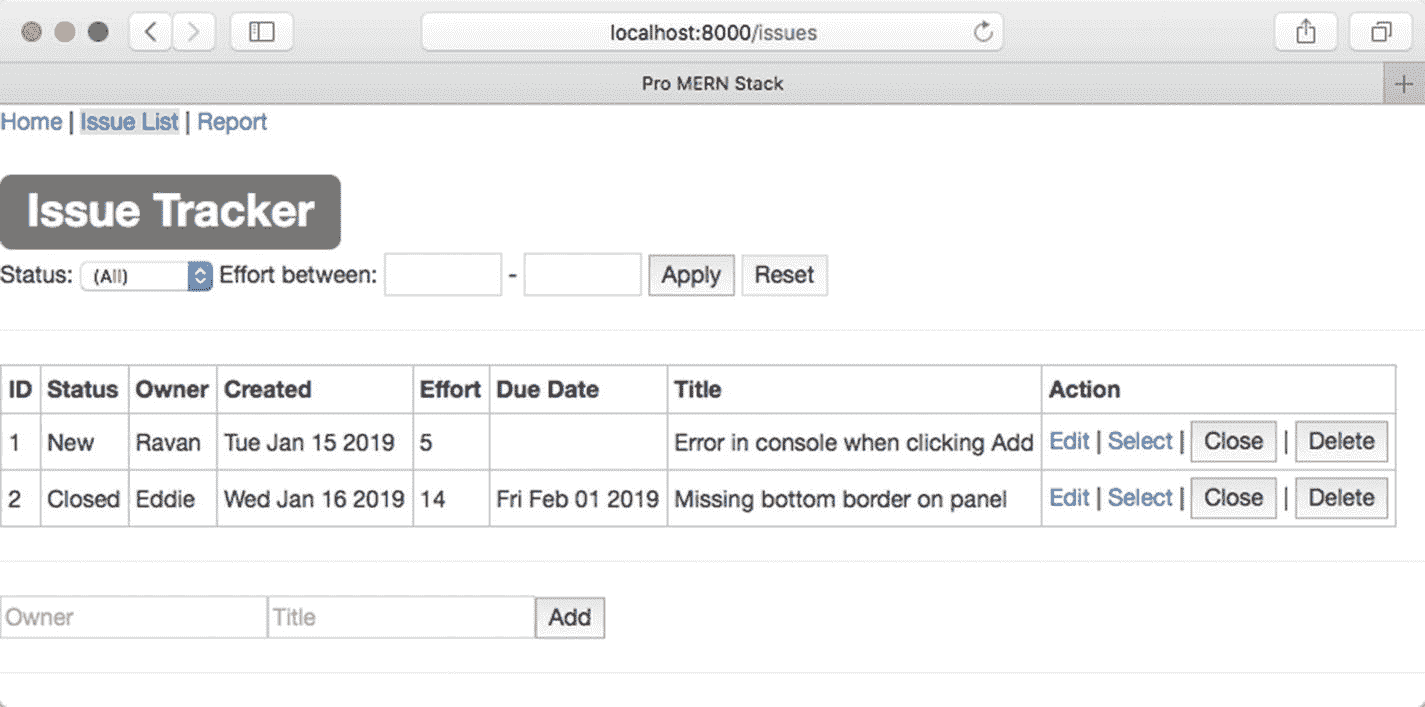 localhost:8000/issues
Pro MERN Stack
Home | Issue List | Report
Issue Tracker
Status: (All) Effort between: - Apply Reset
ID Status Owner Created Effort Due Date Title Action
1 New Ravan Tue Jan 15 2019 5 Error in console when clicking Add Edit | Select | Close | Delete
2 Closed Eddie Wed Jan 16 2019 14 Fri Feb 01 2019 Missing bottom border on panel Edit | Select | Close | Delete
Owner Title Add